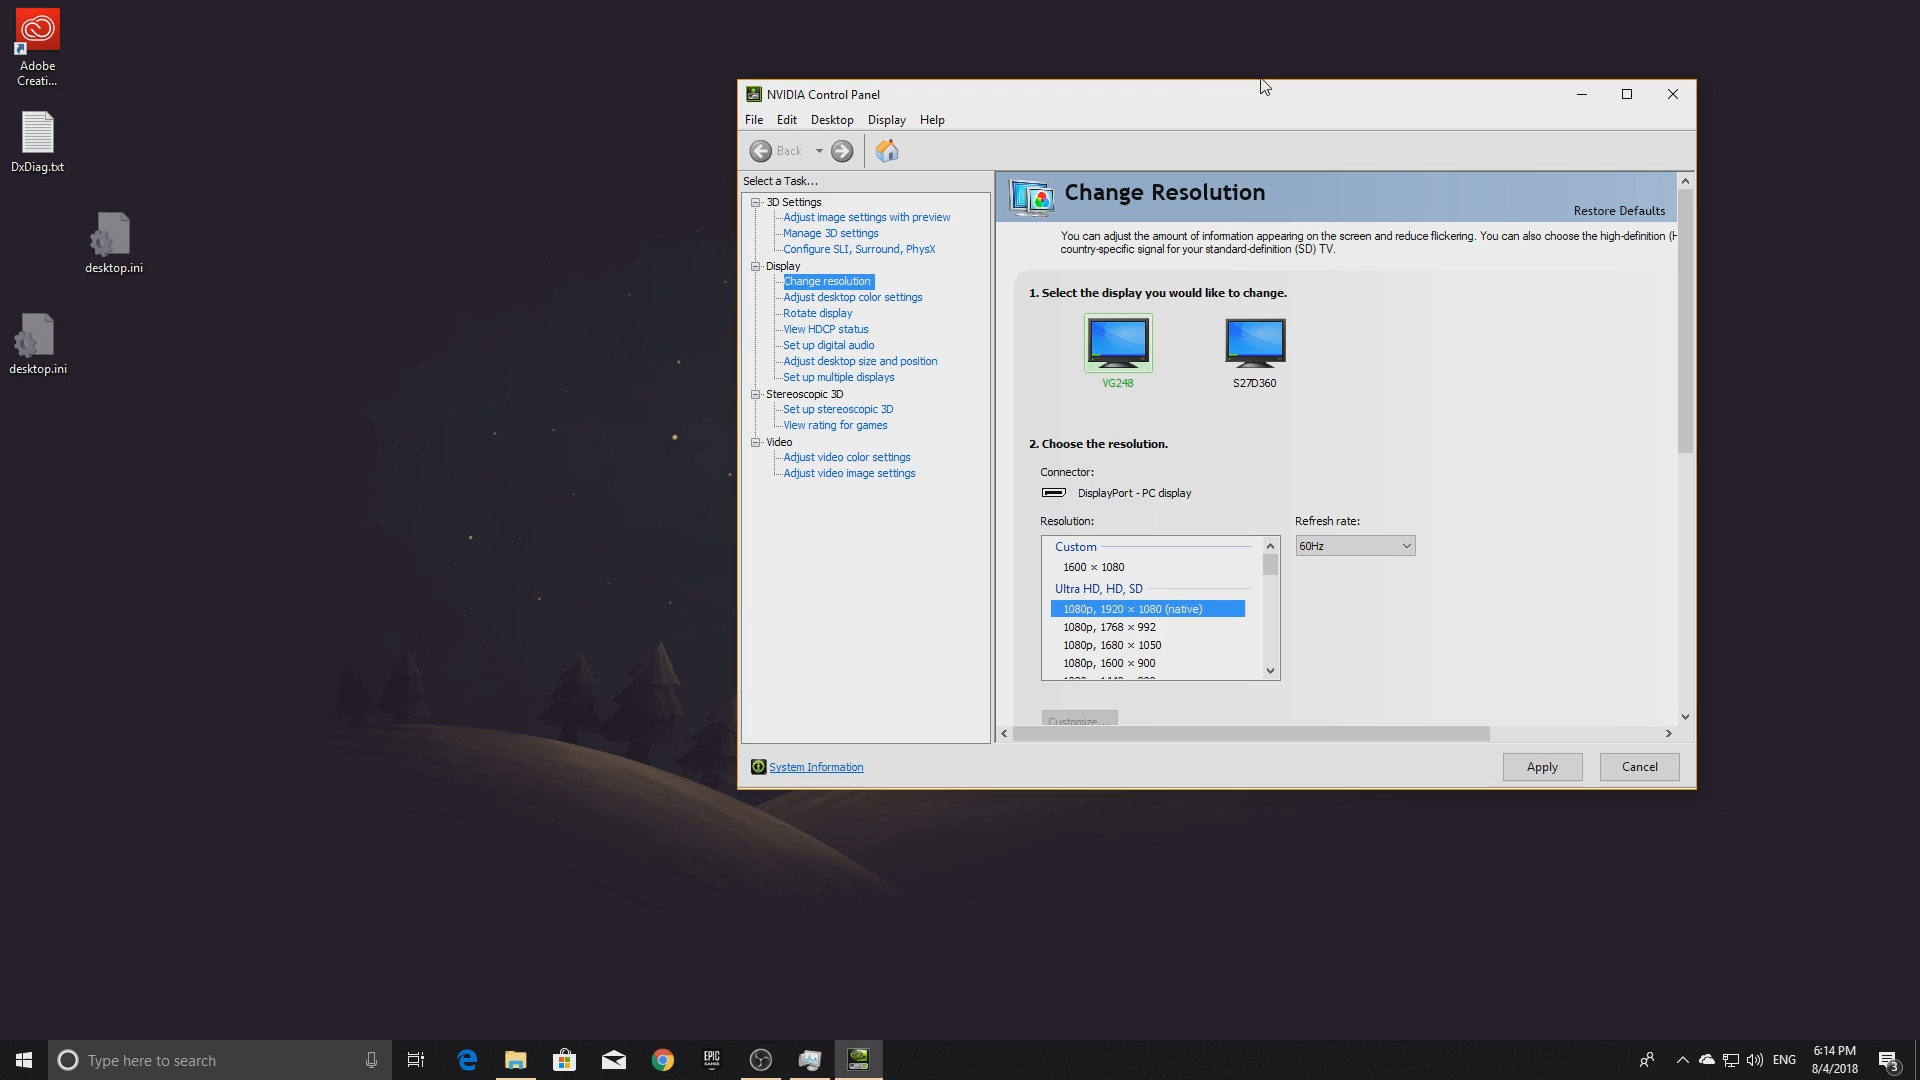 Adobe
Creati...
DxDiag.txt
desktop.ini
desktop.ini
NVIDIA Control Panel
File Edit Desktop Display Help
Back
Select a Task...
3D Settings
Adjust image settings with preview
Manage 3D settings
Configure SLI, Surround, PhysX
Display
Change resolution
Adjust desktop color settings
Rotate display
View HDCP status
Set up digital audio
Adjust desktop size and position
Set up multiple displays
Stereoscopic 3D
Set up stereoscopic 3D
View rating for games
Video
Adjust video color settings
Adjust video image settings
System Information
Change Resolution
Restore Defaults
You can adjust the amount of information appearing on the screen and reduce flickering. You can also choose the high-definition (H
country-specific signal for your standard-definition (SD) TV.
1. Select the display you would like to change.
VG248
S27D360
2. Choose the resolution.
Connector:
DisplayPort - PC display
Resolution:
Refresh rate:
60Hz
Custom
1600 × 1080
Ultra HD, HD, SD
1080p, 1920 × 1080 (native)
1080p, 1768 × 992
1080p, 1680 × 1050
1080p, 1600 × 900
Customize...
Apply
Cancel
Type here to search
EPIC
GAMES
ENG
6:14 PM
8/4/2018
3